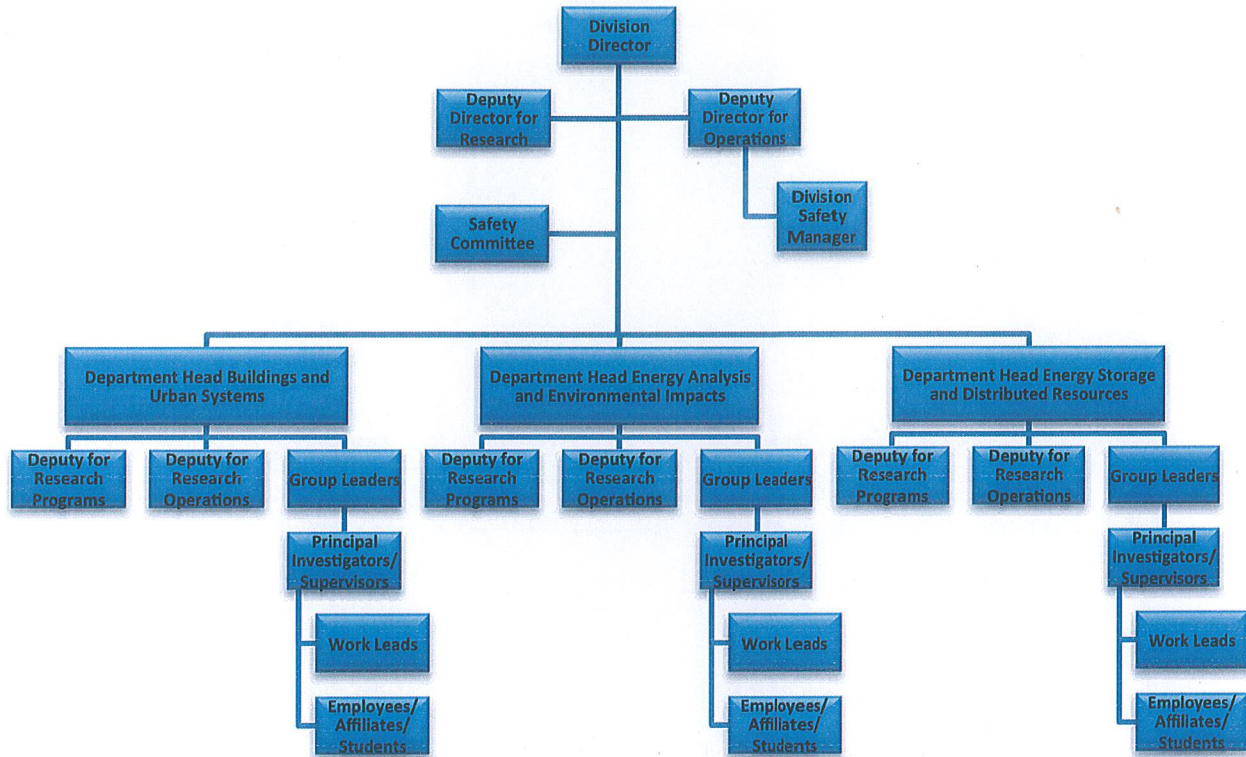 Division
Director
Deputy
Director for
Research
Deputy
Director for
Operations
Safety
Committee
Division
Safety
Manager
Department Head Buildings and
Urban Systems
Department Head Energy Analysis
and Environmental Impacts
Department Head Energy Storage
and Distributed Resources
Deputy for
Research
Programs
Deputy for
Research
Operations
Group Leaders
Deputy for
Research
Programs
Deputy for
Research
Operations
Group Leaders
Deputy for
Research
Programs
Deputy for
Research
Operations
Group Leaders
Principal
Investigators/
Supervisors
Principal
Investigators/
Supervisors
Principal
Investigators/
Supervisors
Work Leads
Work Leads
Work Leads
Employees/
Affiliates/
Students
Employees/
Affiliates/
Students
Employees/
Affiliates/
Students